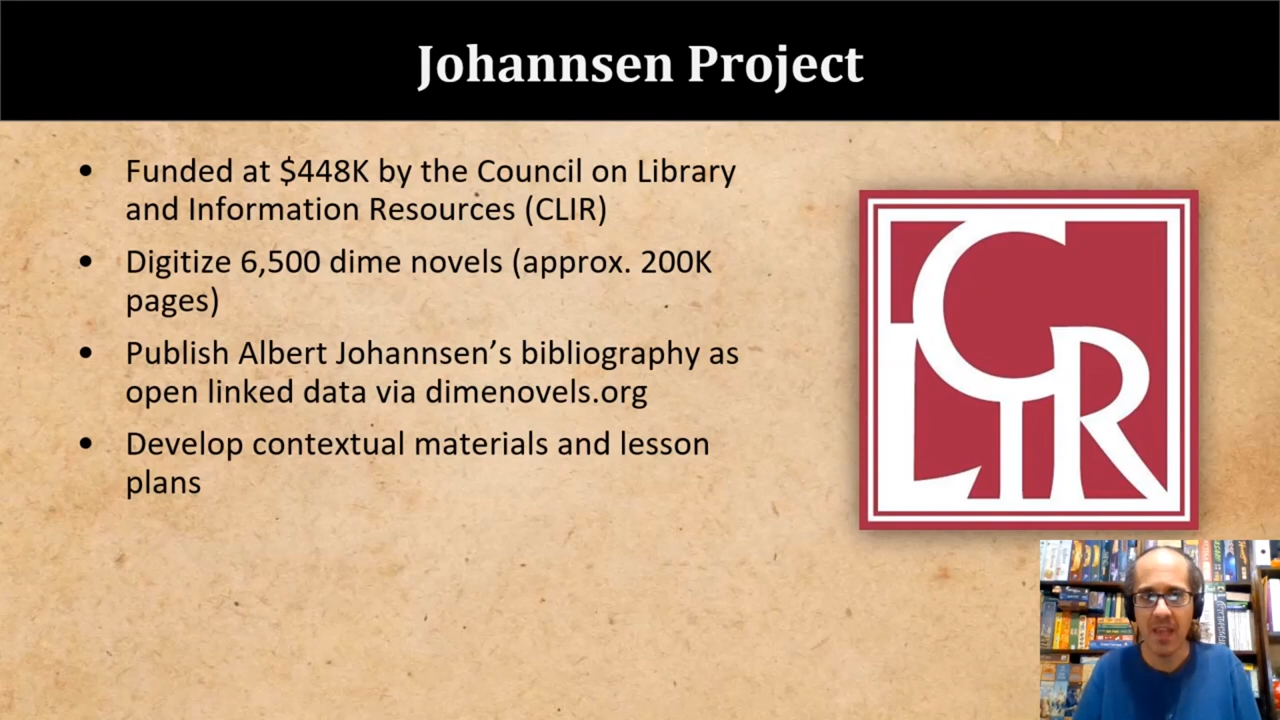 Johannsen Project
• Funded at $448K by the Council on Library
and Information Resources (CLIR)
• Digitize 6,500 dime novels (approx. 200K
pages)
• Publish Albert Johannsen’s bibliography as
open linked data via dimenovels.org
• Develop contextual materials and lesson
plans
CLIR